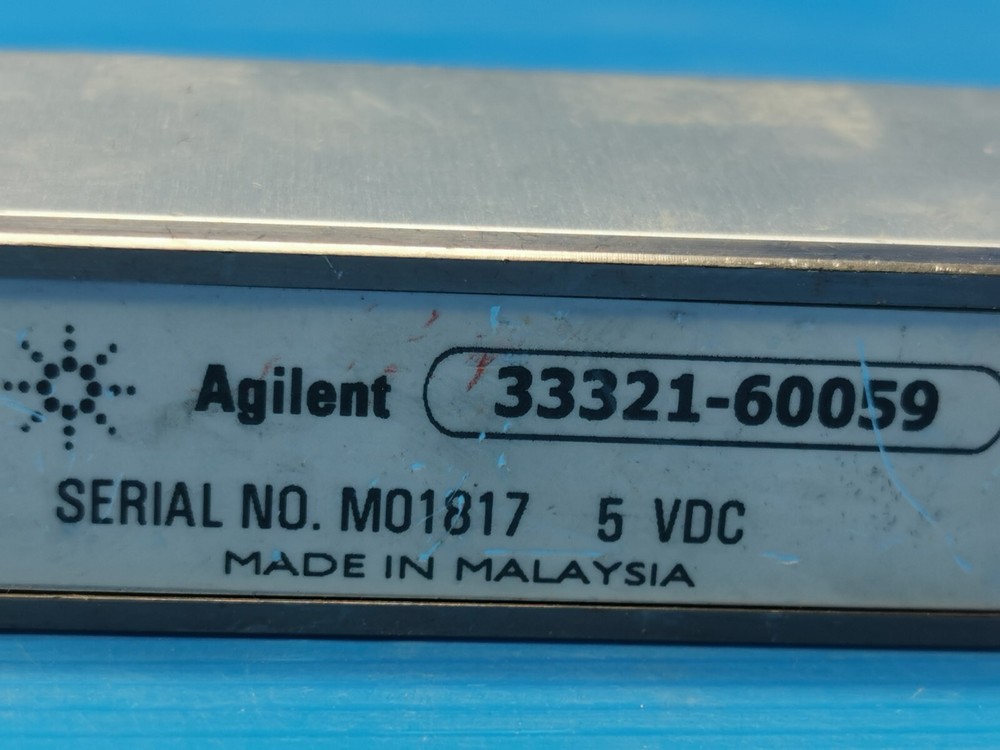 Agilent 33321-60059
SERIAL NO. M01817 5 VDC
MADE IN MALAYSIA